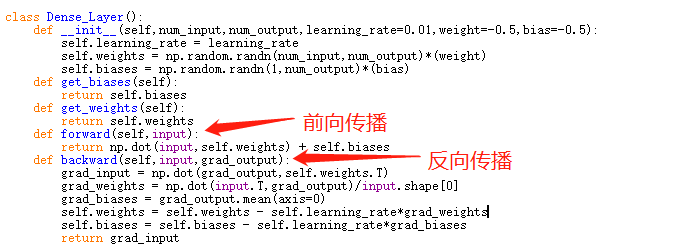 class Dense_Layer():
    def __init__(self,num_input,num_output,learning_rate=0.01,weight=-0.5,bias=-0.5):
        self.learning_rate = learning_rate
        self.weights = np.random.randn(num_input,num_output)*(weight)
        self.biases = np.random.randn(1,num_output)*(bias)
    def get_biases(self):
        return self.biases
    def get_weights(self):
        return self.weights
    def forward(self,input):
前向传播
        return np.dot(input,self.weights) + self.biases
    def backward(self,input,grad_output):
反向传播
        grad_input = np.dot(grad_output,self.weights.T)
        grad_weights = np.dot(input.T,grad_output)/input.shape[0]
        grad_biases = grad_output.mean(axis=0)
        self.weights = self.weights - self.learning_rate*grad_weights
        self.biases = self.biases - self.learning_rate*grad_biases
        return grad_input